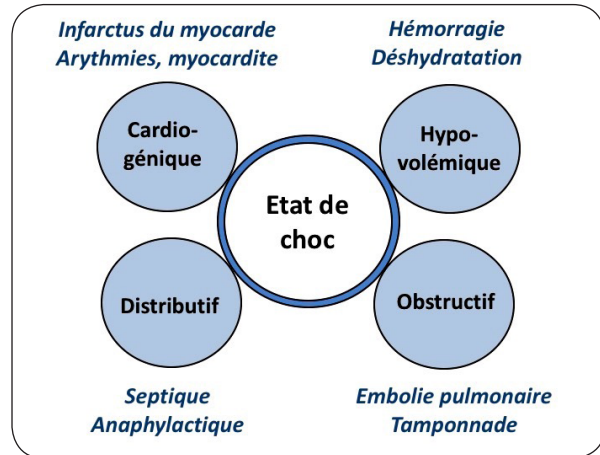 Infarctus du myocarde
Arythmies, myocardite
Hémorragie
Déshydratation
Cardio-
génique
Hypo-
volémique
Etat de
choc
Distributif
Obstructif
Septique
Anaphylactique
Embolie pulmonaire
Tamponnade